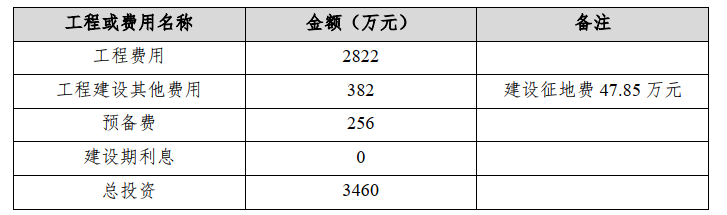 工程或费用名称 金额（万元） 备注
工程费用 2822
工程建设其他费用 382 建设征地费 47.85 万元
预备费 256
建设期利息 0
总投资 3460